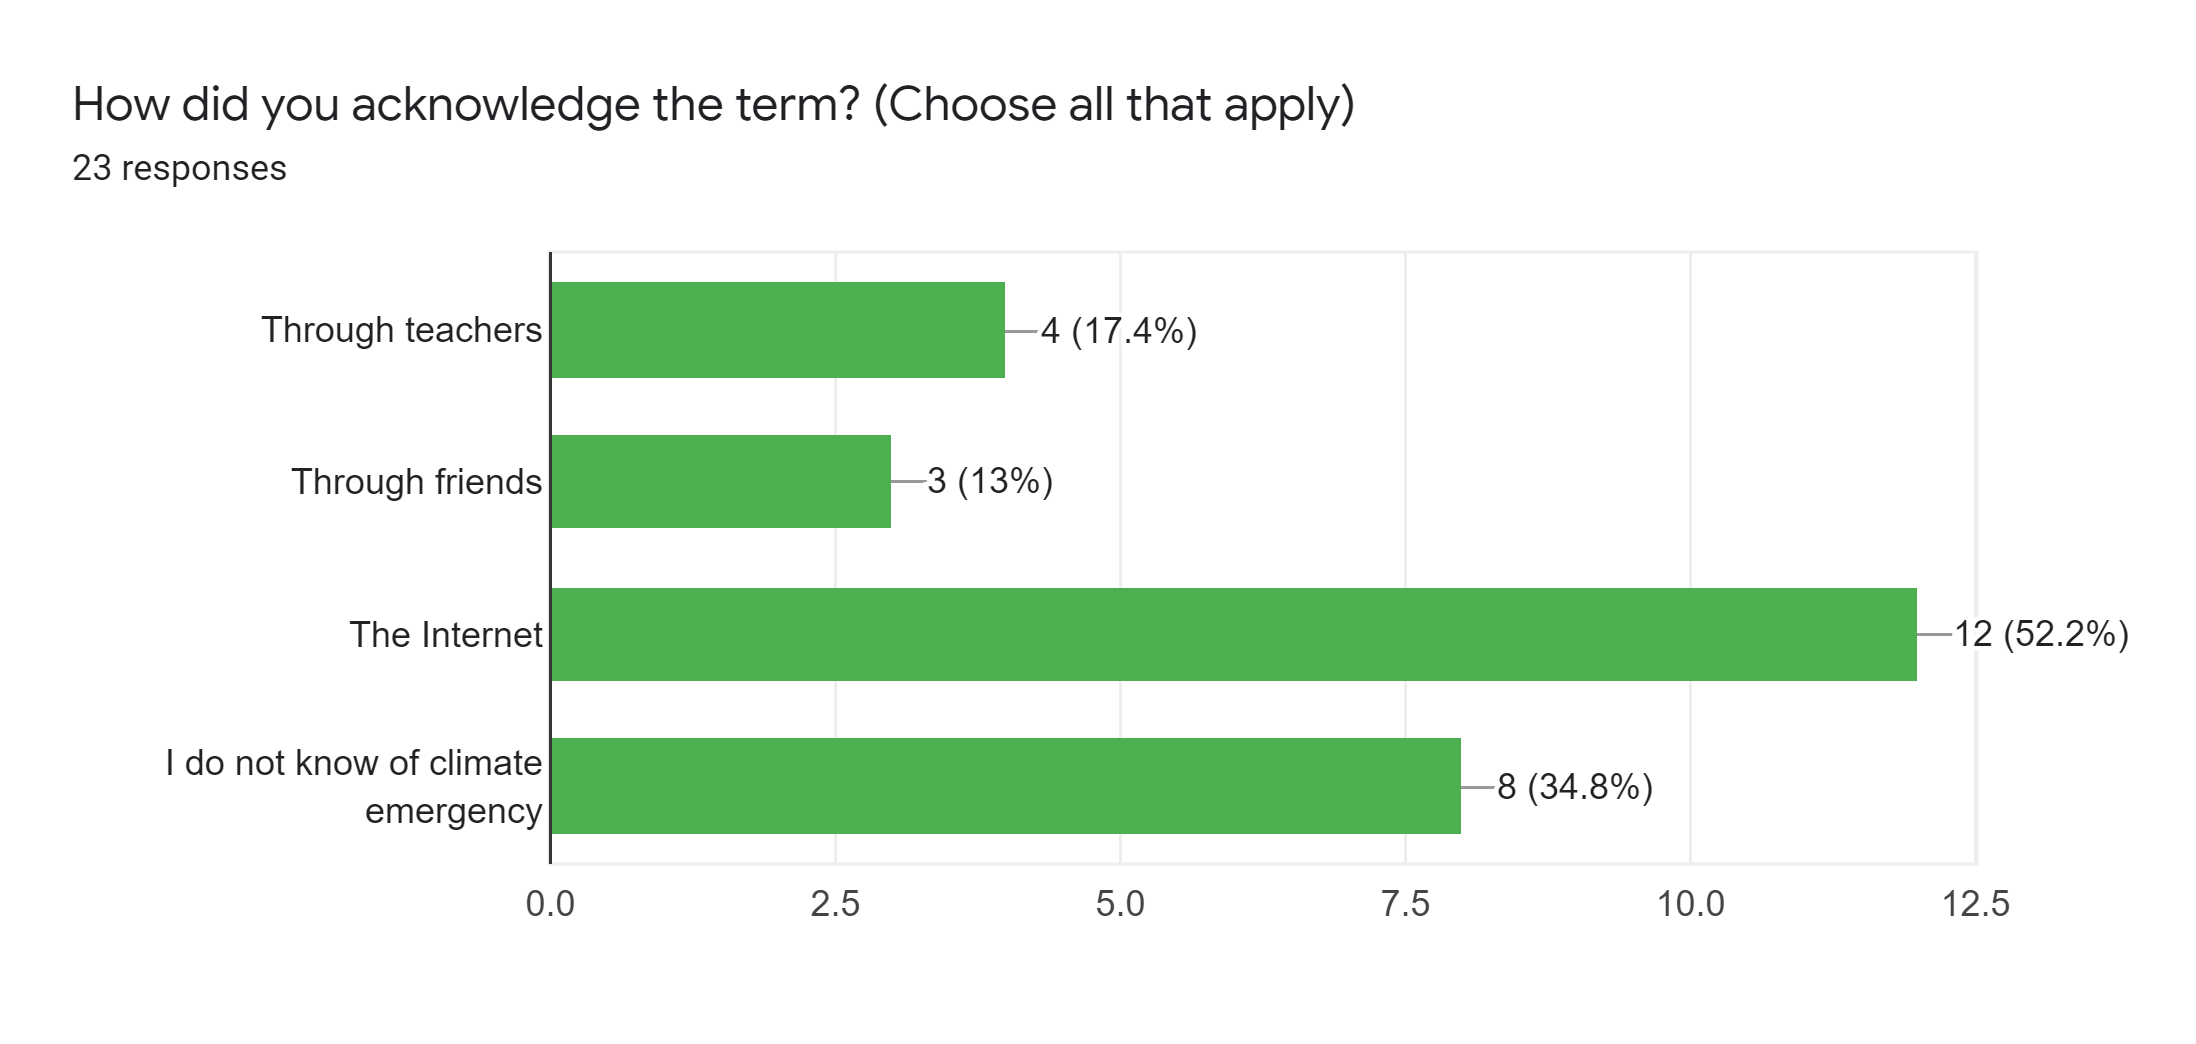 How did you acknowledge the term? (Choose all that apply)
23 responses
Through teachers
4 (17.4%)
Through friends
3 (13%)
The Internet
12 (52.2%)
I do not know of climate
emergency
8 (34.8%)
0.0
2.5
5.0
7.5
10.0
12.5